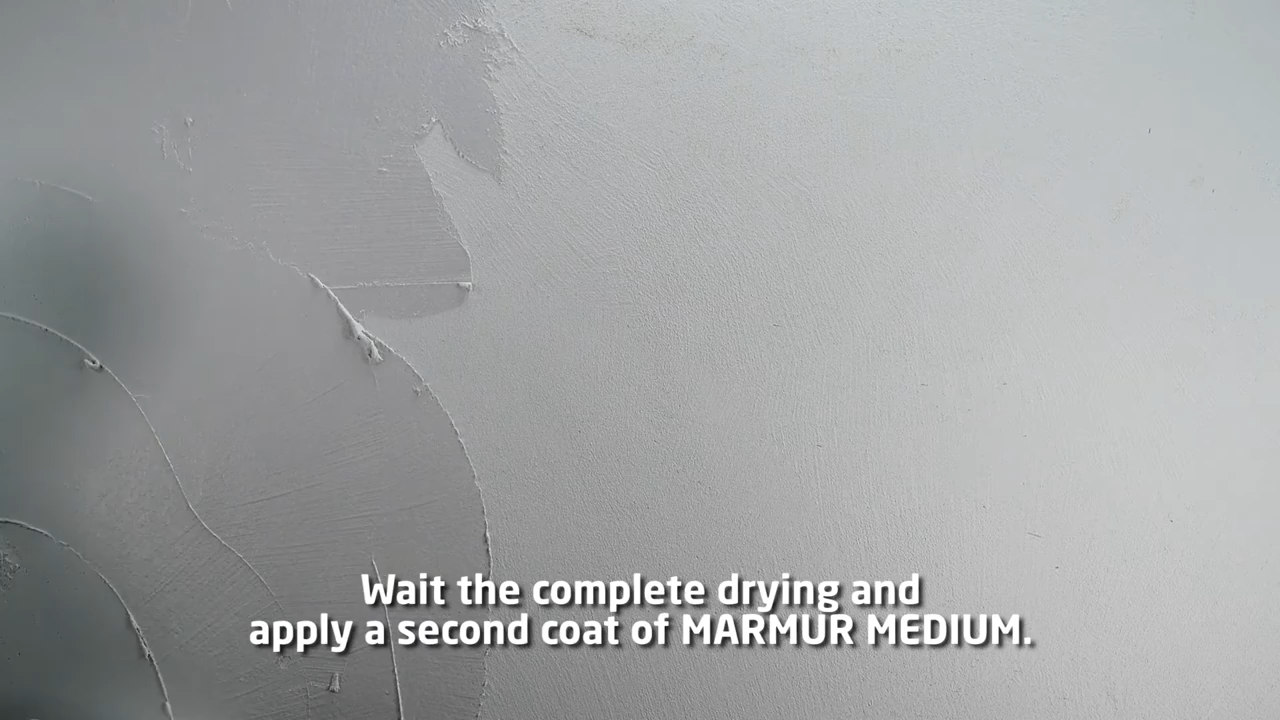 Wait the complete drying and
apply a second coat of MARMUR MEDIUM.